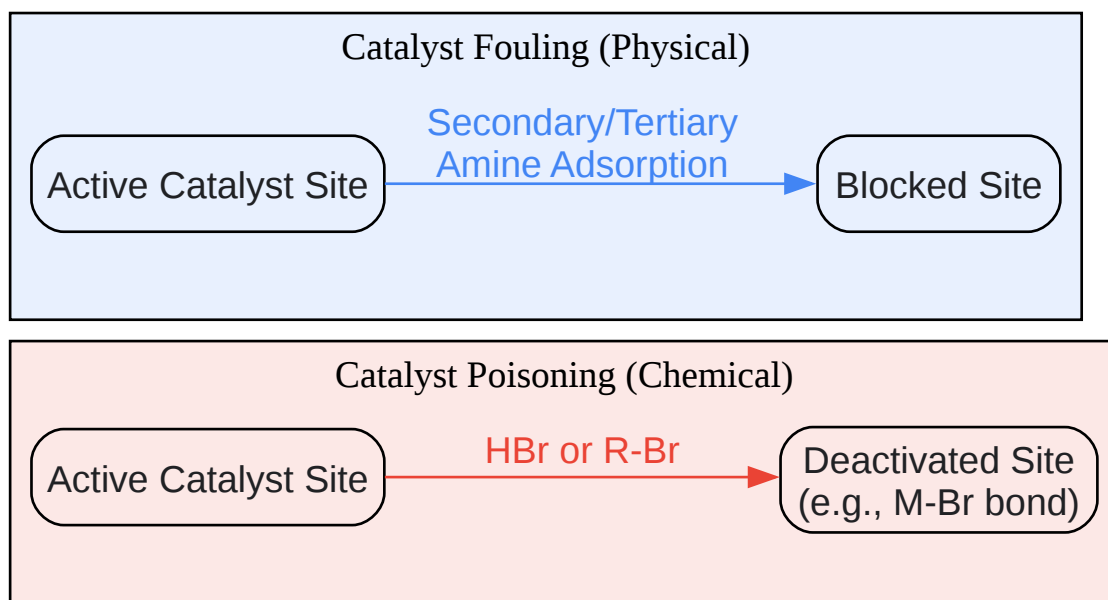 Catalyst Fouling (Physical)
Secondary/Tertiary
Amine Adsorption
Active Catalyst Site
Blocked Site
Catalyst Poisoning (Chemical)
HBr or R-Br
Active Catalyst Site
Deactivated Site
(e.g., M-Br bond)